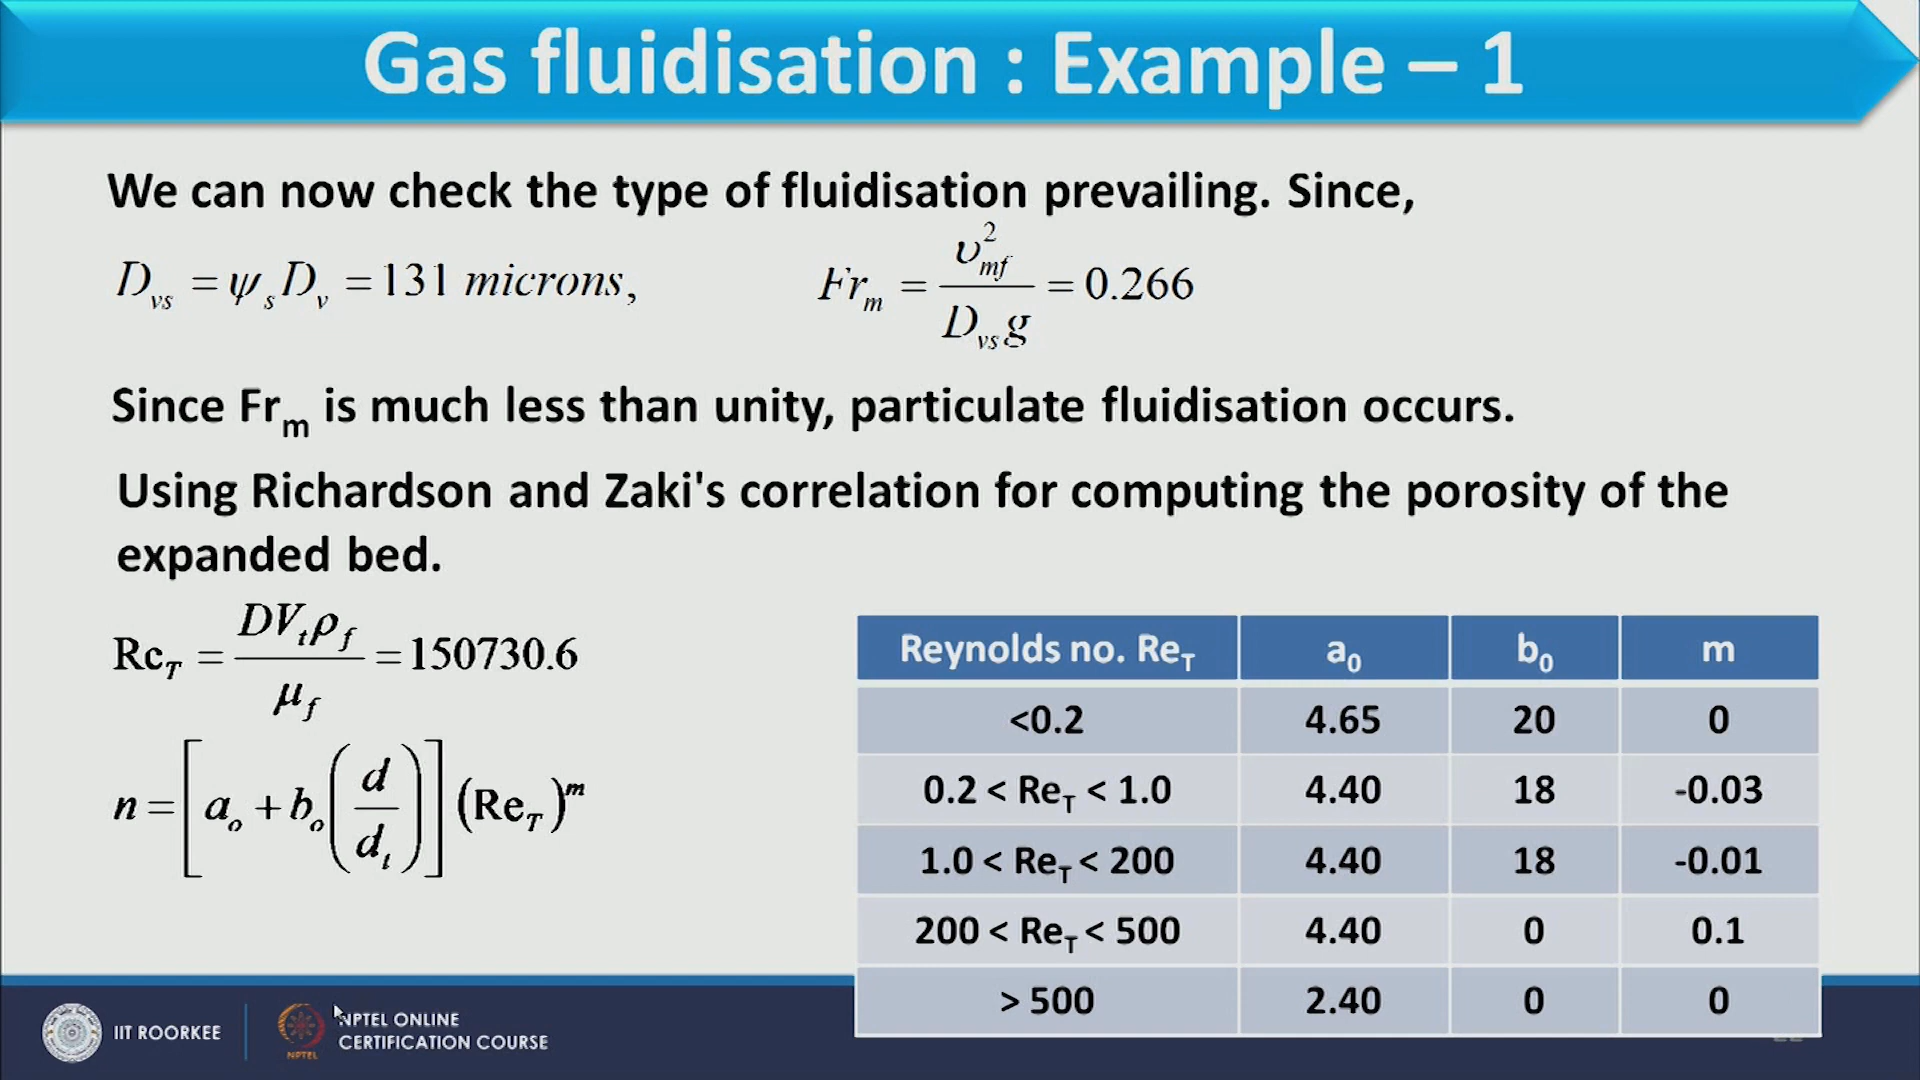 Gas fluidisation : Example – 1
We can now check the type of fluidisation prevailing. Since,
D_vs = ψ_s D_v = 131 microns, Fr_m = υ²_mf / (D_vs g) = 0.266
Since Fr_m is much less than unity, particulate fluidisation occurs.
Using Richardson and Zaki's correlation for computing the porosity of the
expanded bed.
Re_T = D V_t ρ_f / μ_f = 150730.6
n = [a_o + b_o (d / d_t)] (Re_T)^m
Reynolds no. Re_T a_0 b_0 m
<0.2 4.65 20 0
0.2 < Re_T < 1.0 4.40 18 -0.03
1.0 < Re_T < 200 4.40 18 -0.01
200 < Re_T < 500 4.40 0 0.1
> 500 2.40 0 0
IIT ROORKEE
NPTEL
NPTEL ONLINE
CERTIFICATION COURSE